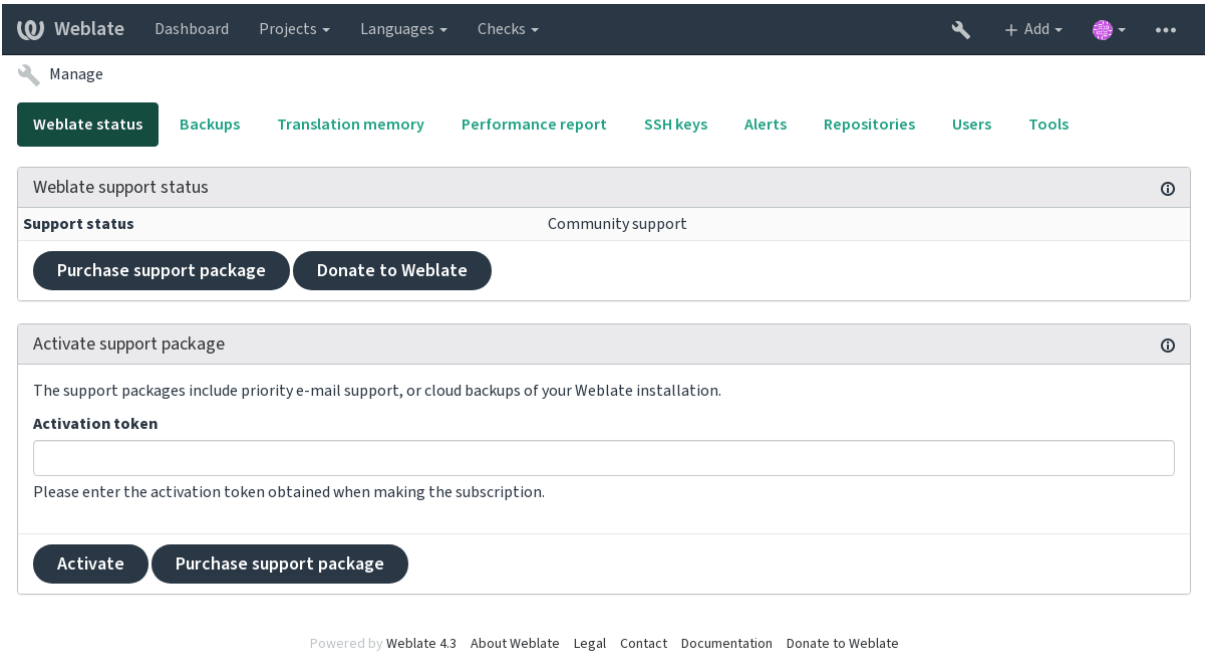 Weblate Dashboard Projects Languages Checks + Add
Manage
Weblate status Backups Translation memory Performance report SSH keys Alerts Repositories Users Tools
Weblate support status
Support status Community support
Purchase support package Donate to Weblate
Activate support package
The support packages include priority e-mail support, or cloud backups of your Weblate installation.
Activation token
Please enter the activation token obtained when making the subscription.
Activate Purchase support package
Powered by Weblate 4.3 About Weblate Legal Contact Documentation Donate to Weblate